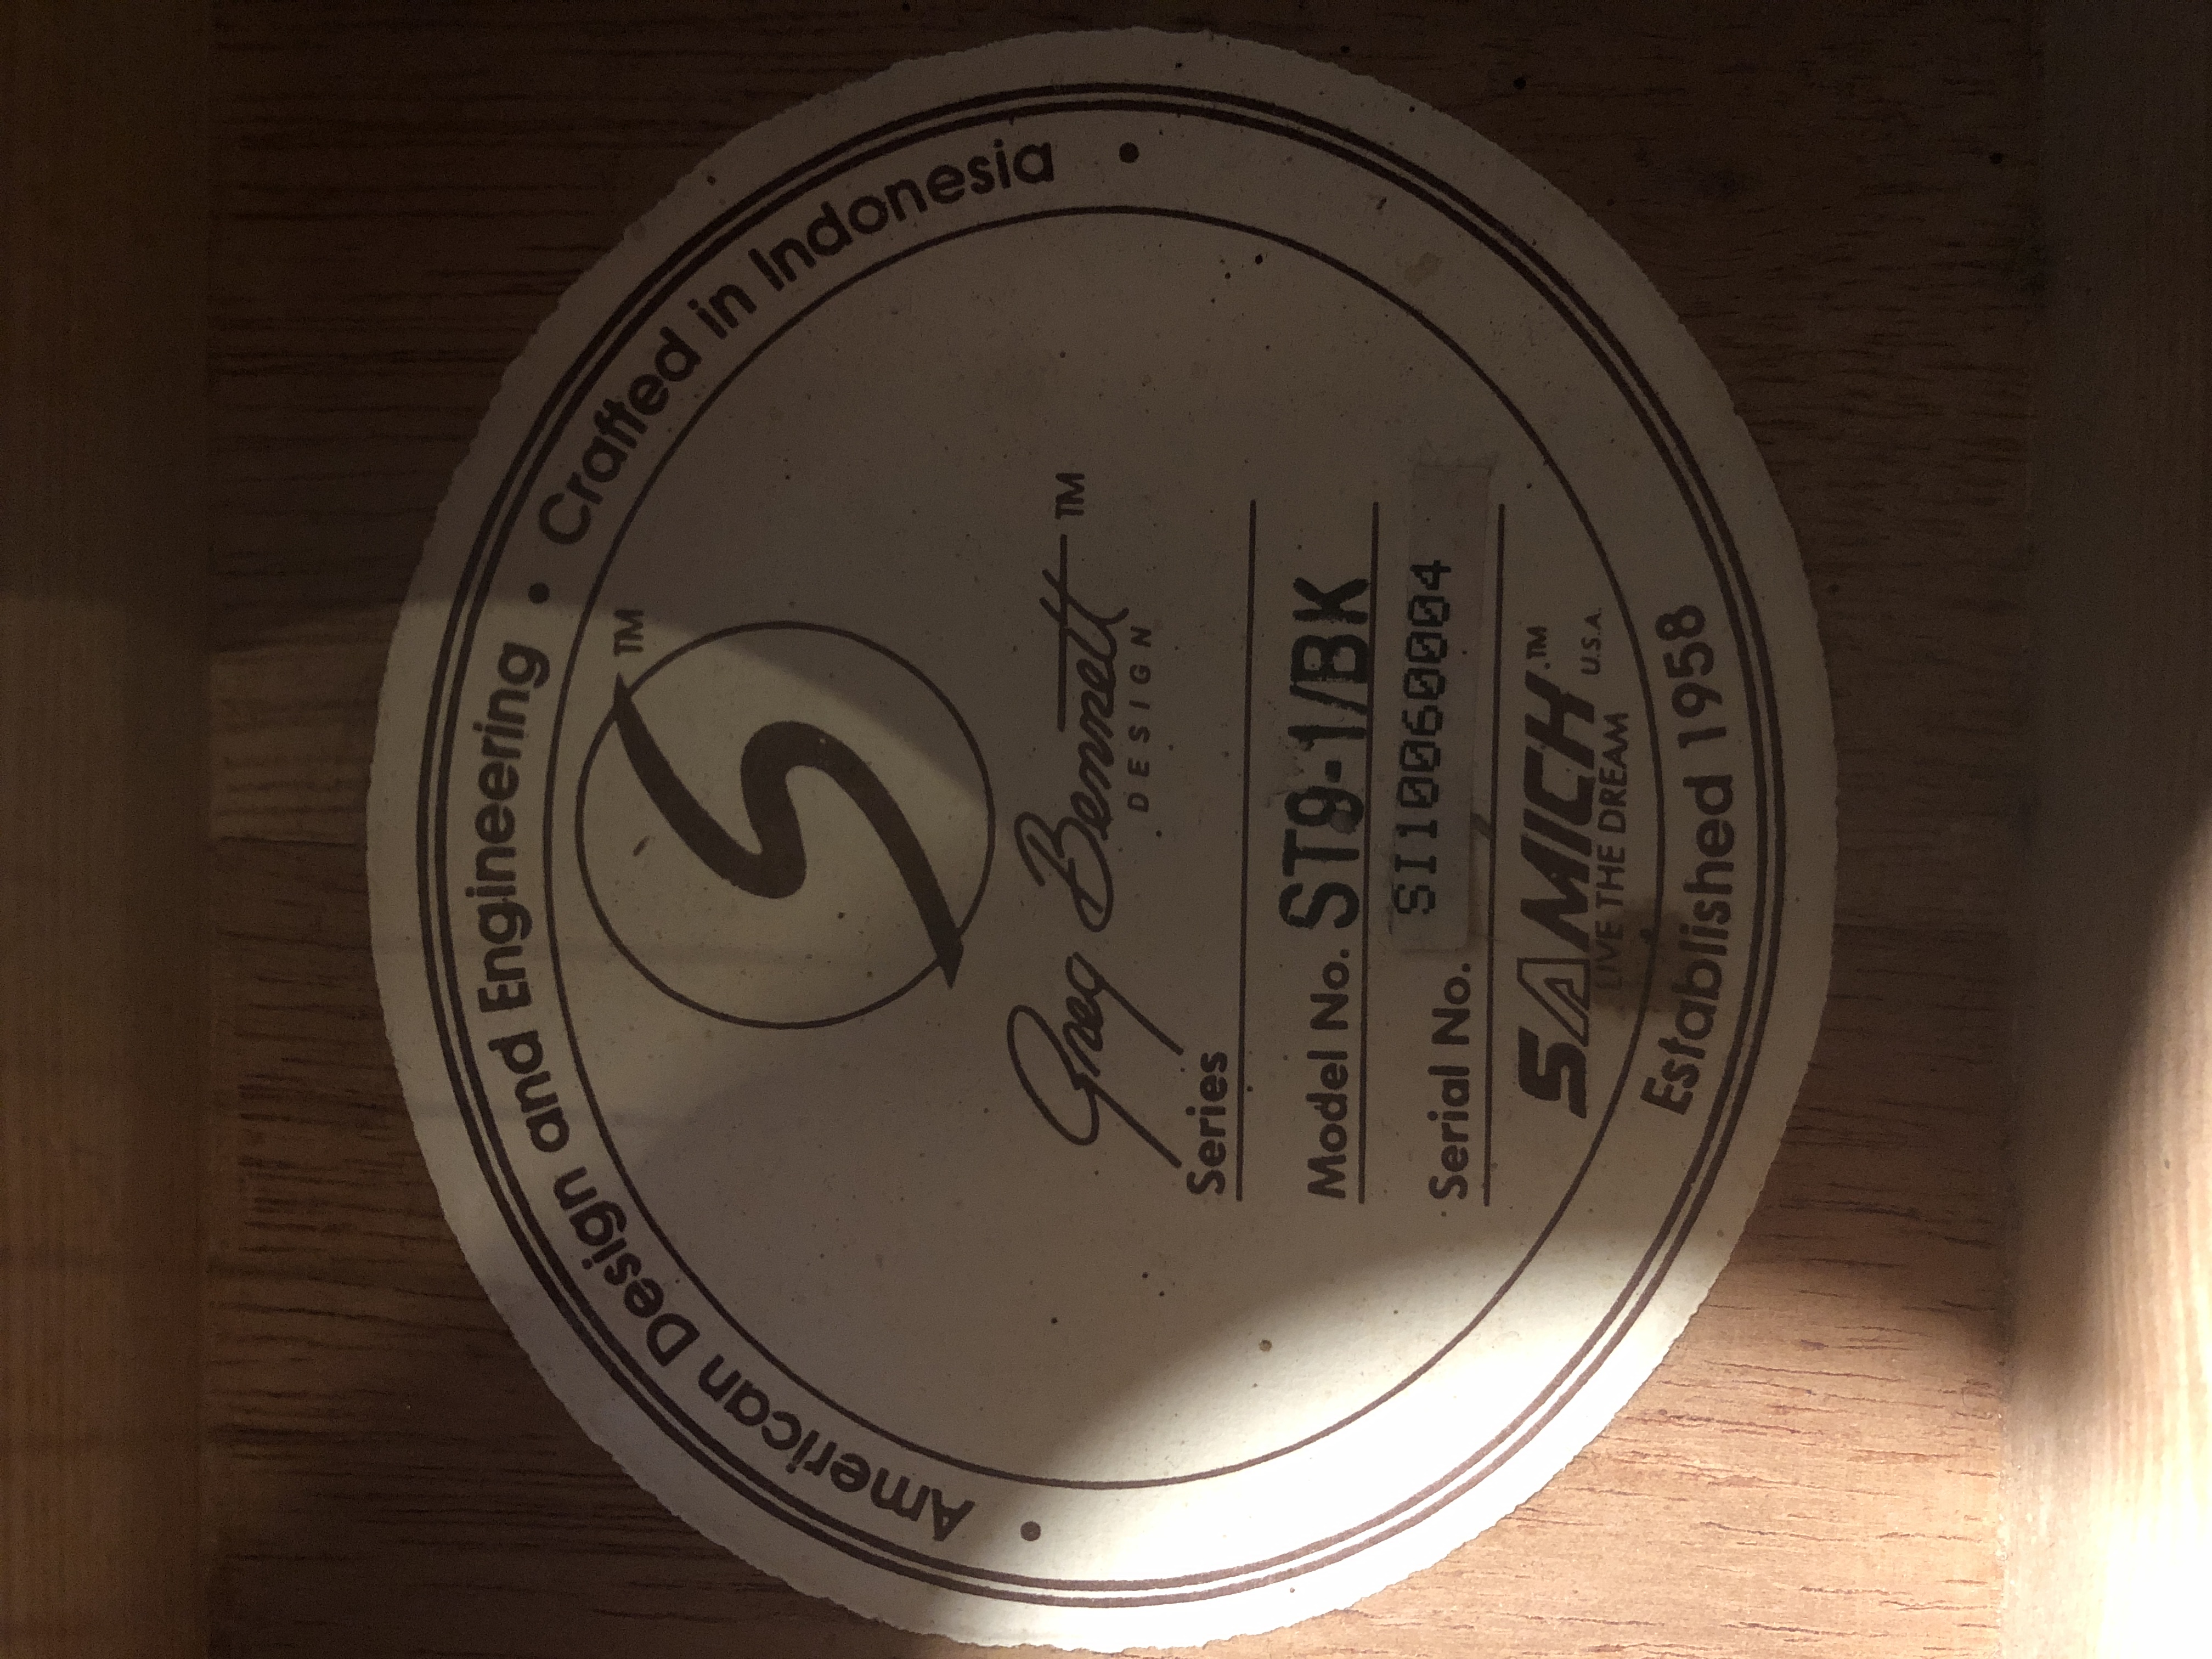 American Design and Engineering • Crafted in Indonesia •
S TM
Greg Bennett TM
DESIGN
Series
Model No. ST9-1/BK
Serial No. SI10060004
SAMICK TM
LIVE THE DREAM U.S.A.
Established 1958